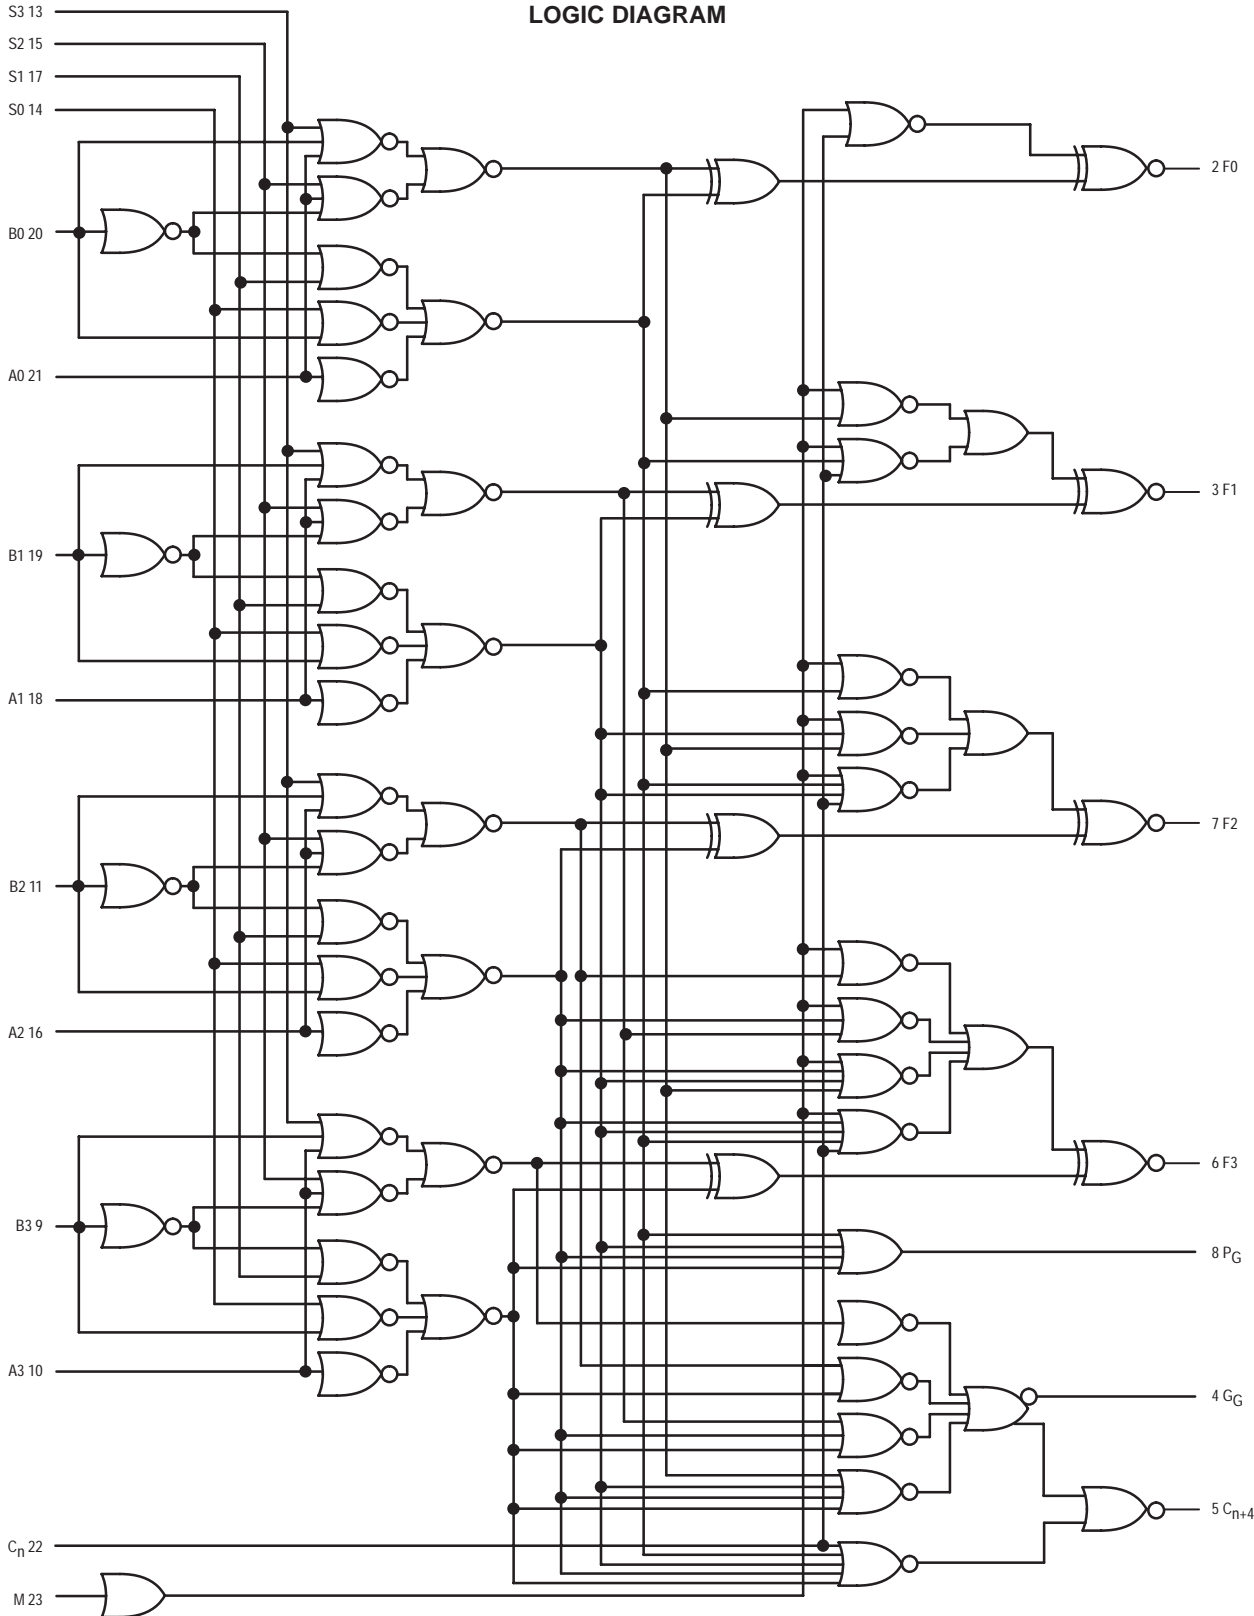 LOGIC DIAGRAM
S3 13
S2 15
S1 17
S0 14
2 F0
B0 20
A0 21
3 F1
B1 19
A1 18
7 F2
B2 11
A2 16
6 F3
B3 9
8 PG
A3 10
4 GG
5 Cn+4
Cn 22
M 23